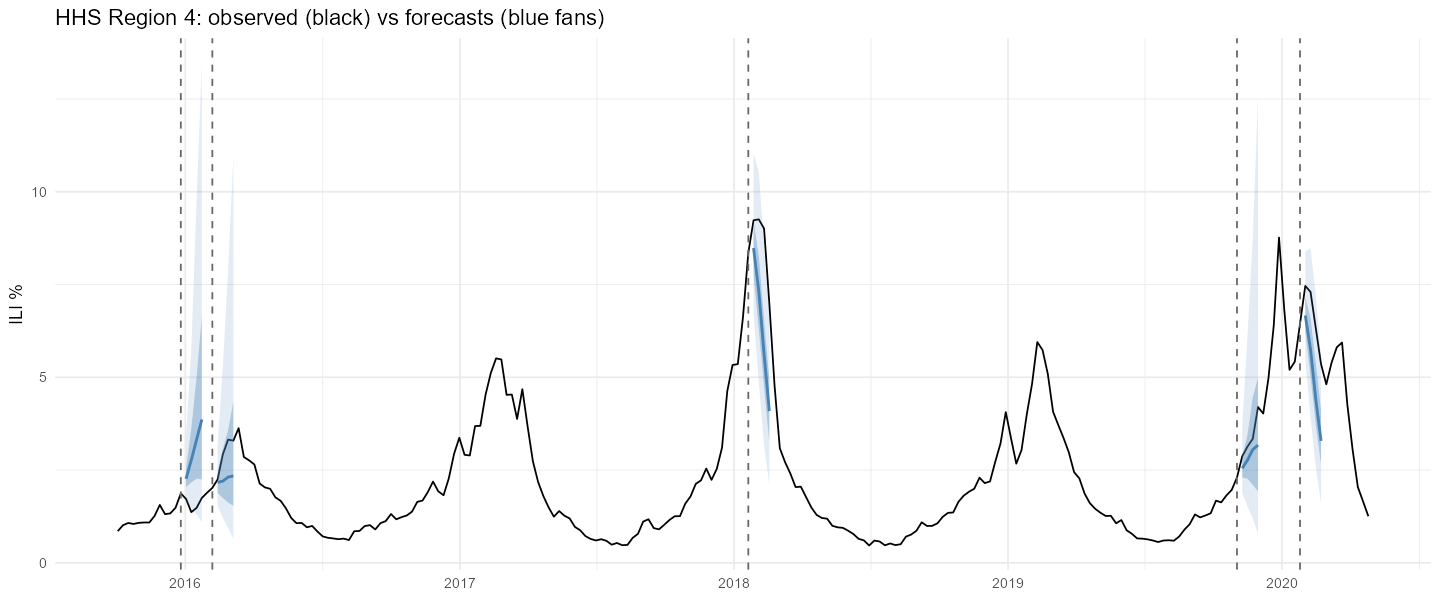 HHS Region 4: observed (black) vs forecasts (blue fans)
ILI %
10
5
0
2016 2017 2018 2019 2020